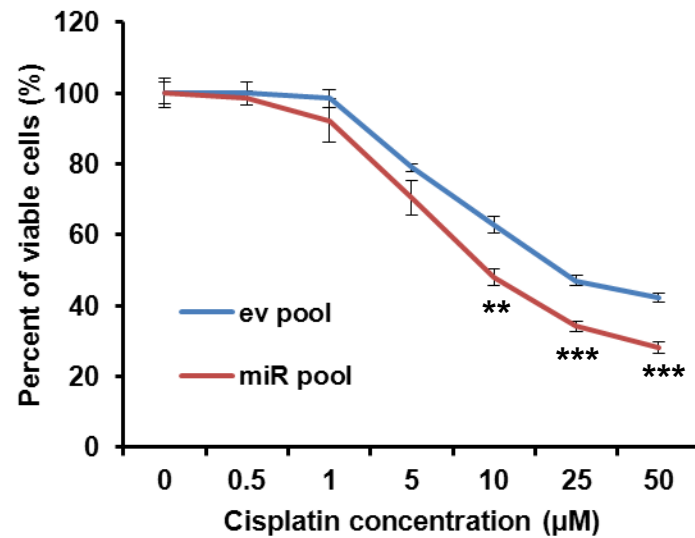 Percent of viable cells (%)
120
100
80
60
40
20
0
ev pool
miR pool
**
***
***
0 0.5 1 5 10 25 50
Cisplatin concentration (µM)